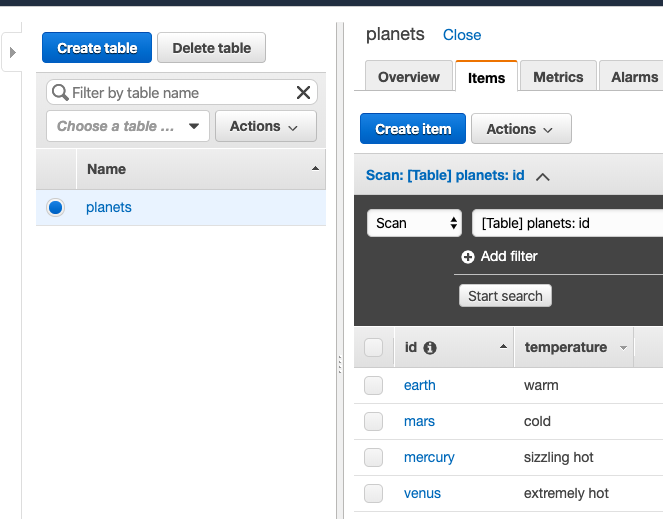 Create table Delete table
Filter by table name
Choose a table ... Actions
Name
planets
planets Close
Overview Items Metrics Alarms
Create item Actions
Scan: [Table] planets: id
Scan [Table] planets: id
Add filter
Start search
id temperature
earth warm
mars cold
mercury sizzling hot
venus extremely hot